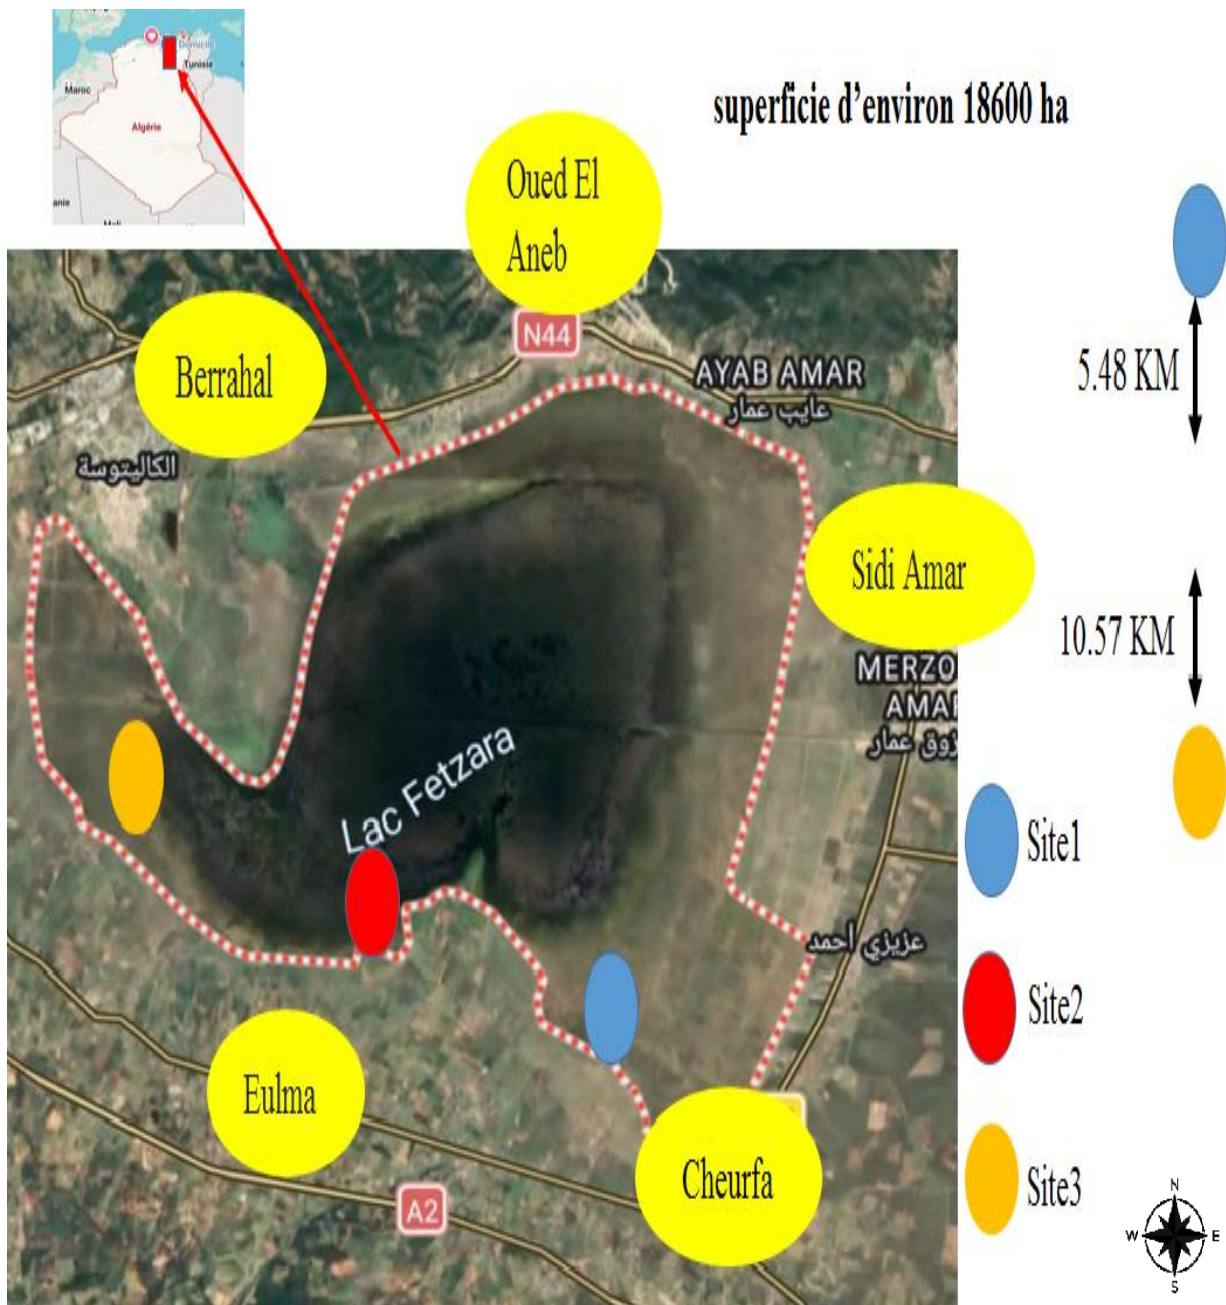 Tunisie
Maroc
Algérie
superficie d'environ 18600 ha
Oued El
Aneb
N44
Berrahal
AYAB AMAR
عايب عمار
5.48 KM
الكاليتوسة
Sidi Amar
10.57 KM
MERZO
AMAR
زوق عمار
Lac Fetzara
Site1
عزيزي أحمد
Site2
Eulma
Cheurfa
Site3
A2
N
W
E
S